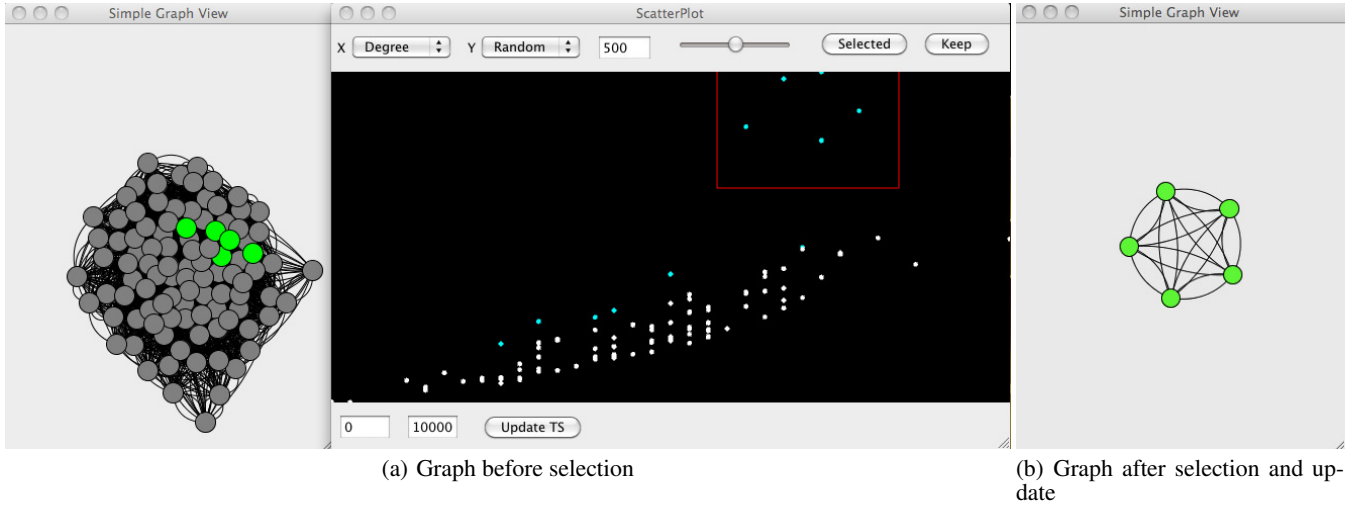 Simple Graph View
ScatterPlot
Simple Graph View
X Degree Y Random 500 Selected Keep
0 10000 Update TS
(a) Graph before selection
(b) Graph after selection and up-
date